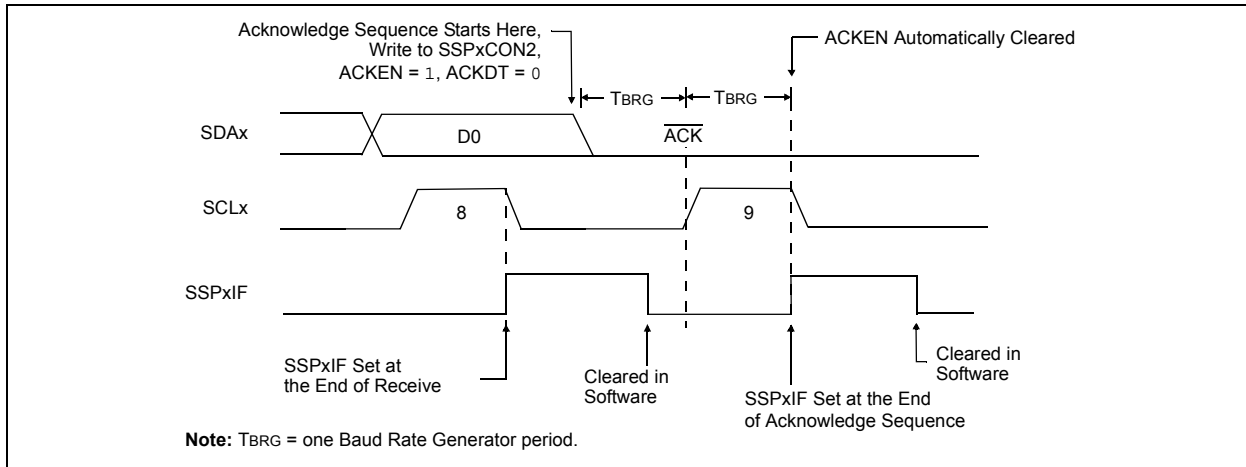 Acknowledge Sequence Starts Here,
Write to SSPxCON2,
ACKEN = 1, ACKDT = 0
ACKEN Automatically Cleared
TBRG
TBRG
SDAx
D0
ACK
SCLx
8
9
SSPxIF
SSPxIF Set at
the End of Receive
Cleared in
Software
SSPxIF Set at the End
of Acknowledge Sequence
Cleared in
Software
Note: TBRG = one Baud Rate Generator period.